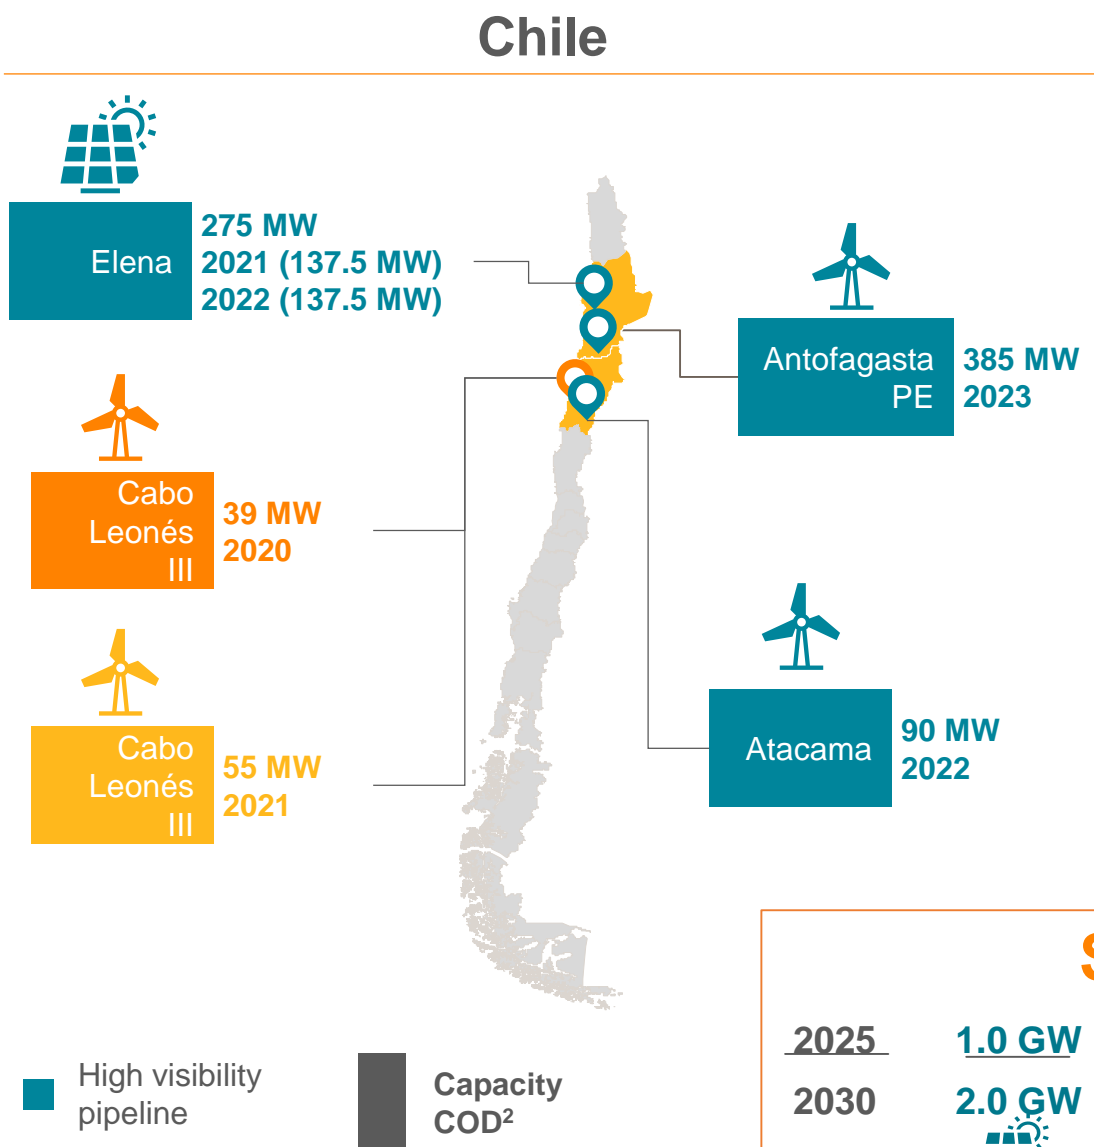 Chile
Elena
275 MW
2021 (137.5 MW)
2022 (137.5 MW)
Antofagasta
PE
385 MW
2023
Cabo
Leonés
III
39 MW
2020
Cabo
Leonés
III
55 MW
2021
Atacama
90 MW
2022
2025 1.0 GW
2030 2.0 GW
High visibility
pipeline
Capacity
COD²